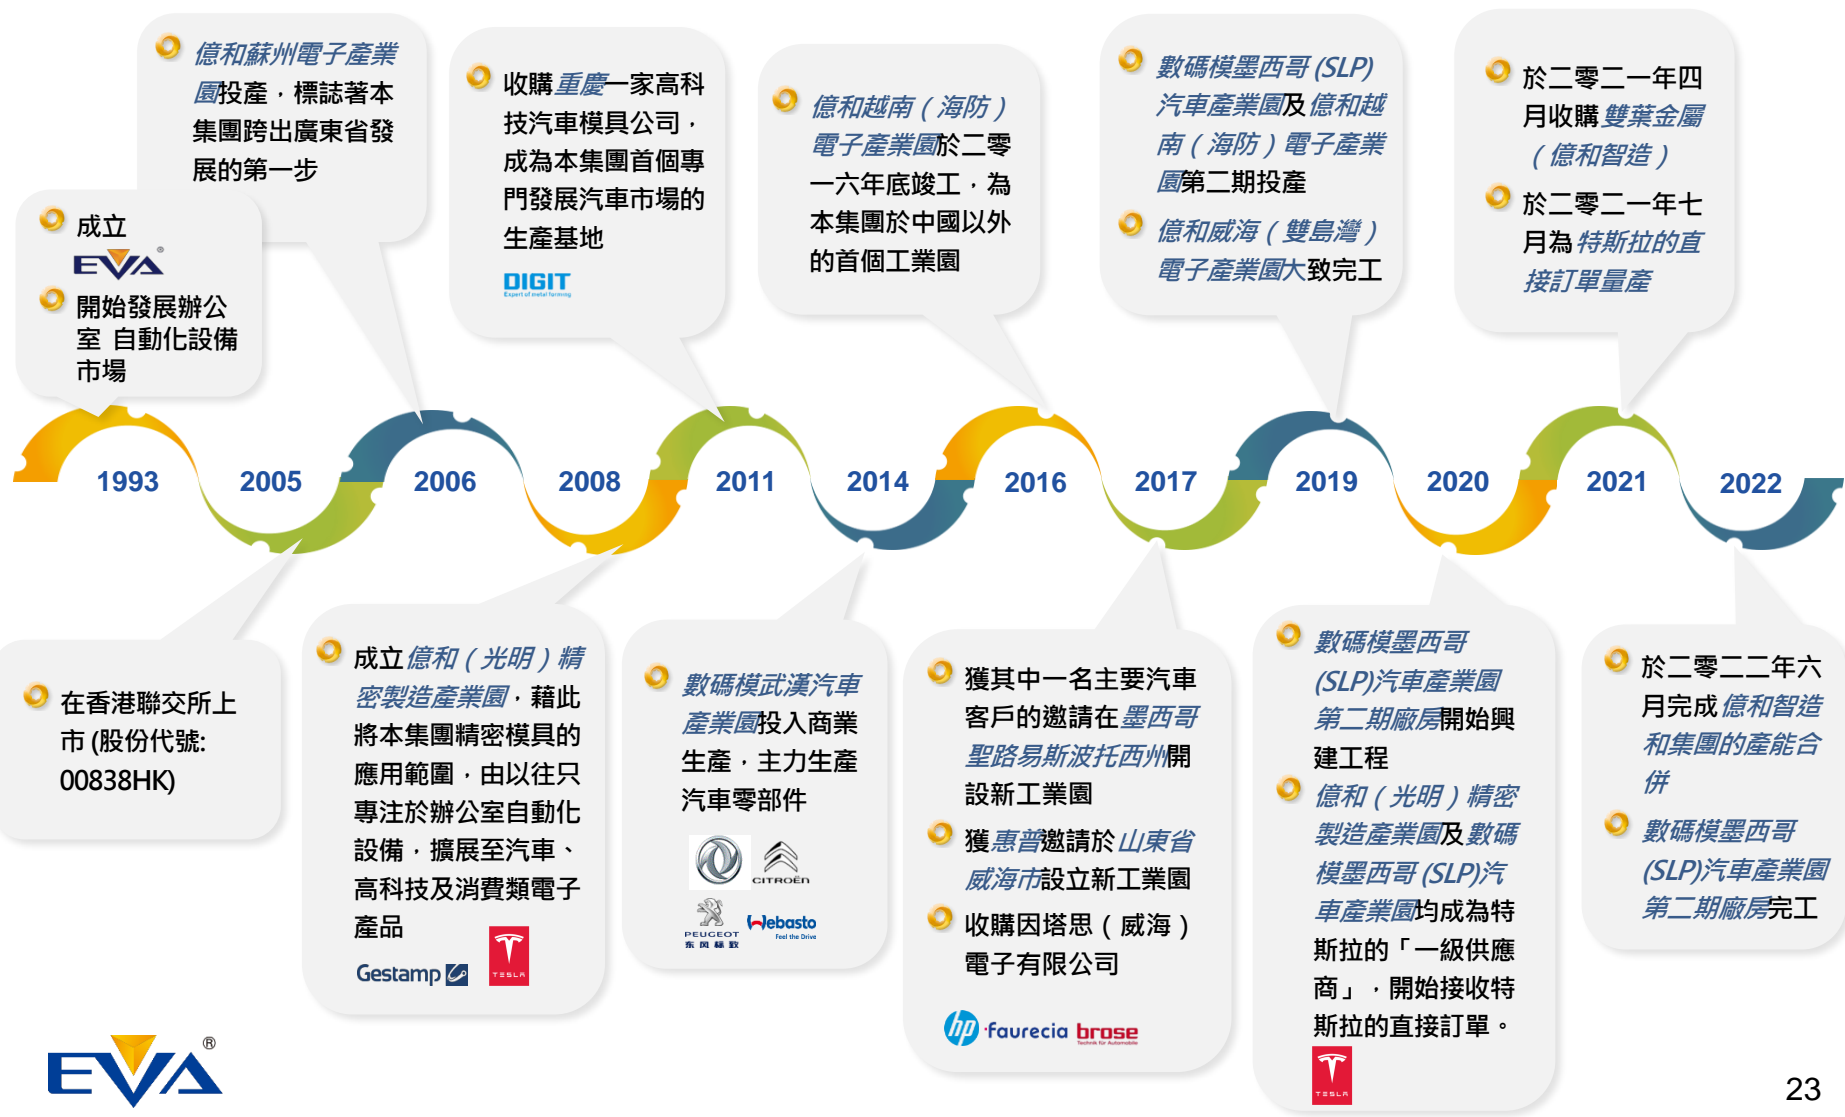 億和蘇州電子產業
園投產，標誌著本
集團跨出廣東省發
展的第一步
收購重慶一家高科
技汽車模具公司，
成為本集團首個專
門發展汽車市場的
生產基地
DIGIT
Expert of metal forming
億和越南（海防）
電子產業園於二零
一六年底竣工，為
本集團於中國以外
的首個工業園
數碼模墨西哥 (SLP)
汽車產業園及億和越
南（海防）電子產業
園第二期投產
億和威海（雙島灣）
電子產業園大致完工
於二零二一年四
月收購雙葉金屬
（億和智造）
於二零二一年七
月為特斯拉的直
接訂單量產
成立
EVA®
開始發展辦公
室 自動化設備
市場
1993
2005
2006
2008
2011
2014
2016
2017
2019
2020
2021
2022
在香港聯交所上
市 (股份代號:
00838HK)
成立億和（光明）精
密製造產業園，藉此
將本集團精密模具的
應用範圍，由以往只
專注於辦公室自動化
設備，擴展至汽車、
高科技及消費類電子
產品
Gestamp
TESLA
數碼模武漢汽車
產業園投入商業
生產，主力生產
汽車零部件
CITROËN
PEUGEOT
东风标致
Webasto
Feel the Drive
獲其中一名主要汽車
客戶的邀請在墨西哥
聖路易斯波托西州開
設新工業園
獲惠普邀請於山東省
威海市設立新工業園
收購因塔思（威海）
電子有限公司
hp faurecia brose
Technik für Automobile
數碼模墨西哥
(SLP)汽車產業園
第二期廠房開始興
建工程
億和（光明）精密
製造產業園及數碼
模墨西哥 (SLP)汽
車產業園均成為特
斯拉的「一級供應
商」，開始接收特
斯拉的直接訂單。
TESLA
於二零二二年六
月完成億和智造
和集團的產能合
併
數碼模墨西哥
(SLP)汽車產業園
第二期廠房完工
EVA®
23